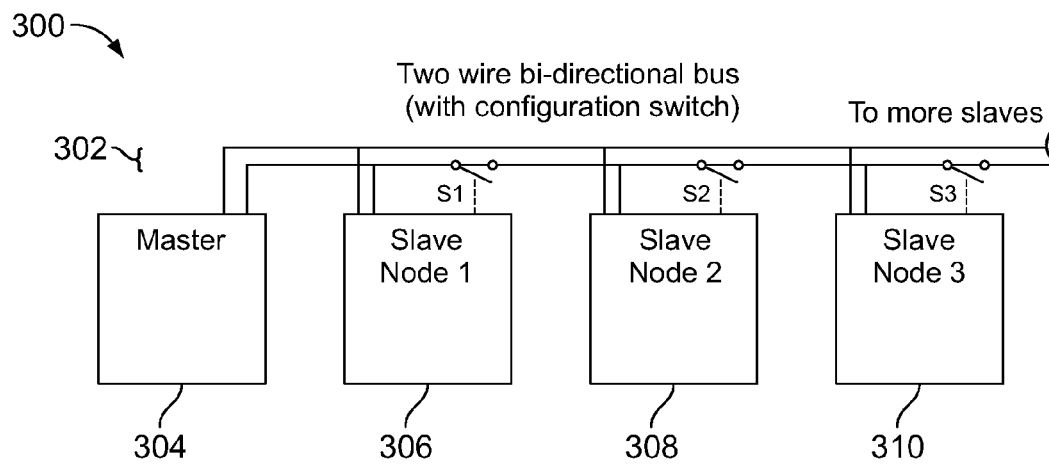 300
Two wire bi-directional bus
(with configuration switch)
To more slaves
302
S1
S2
S3
Master
Slave
Node 1
Slave
Node 2
Slave
Node 3
304
306
308
310